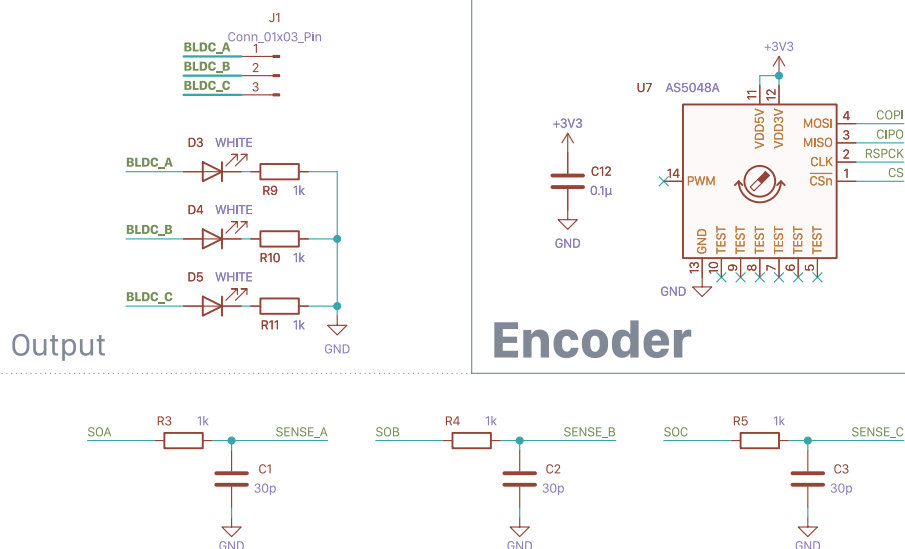 J1
Conn_01x03_Pin
BLDC_A 1
BLDC_B 2
BLDC_C 3
D3 WHITE
BLDC_A
R9 1k
D4 WHITE
BLDC_B
R10 1k
D5 WHITE
BLDC_C
R11 1k
GND
Output
+3V3
U7 AS5048A
11 12
VDD5V VDD3V
MOSI 4 COPI
MISO 3 CIPO
CLK 2 RSPCK
CSn 1 CS
14 PWM
GND TEST TEST TEST TEST TEST TEST
13 10 9 8 7 6 5
GND
+3V3
C12
0.1µ
GND
Encoder
R3 1k
SOA SENSE_A
C1
30p
GND
R4 1k
SOB SENSE_B
C2
30p
GND
R5 1k
SOC SENSE_C
C3
30p
GND